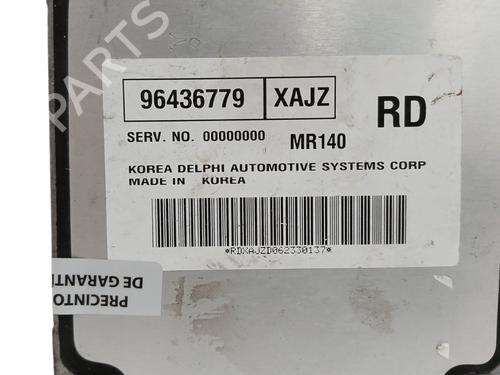 PARTS
96436779 XAJZ RD
SERV. NO. 00000000 MR140
KOREA DELPHI AUTOMOTIVE SYSTEMS CORP
MADE IN KOREA
*RDXAJZD062330137*
PRECINTO
DE GARANTÍ